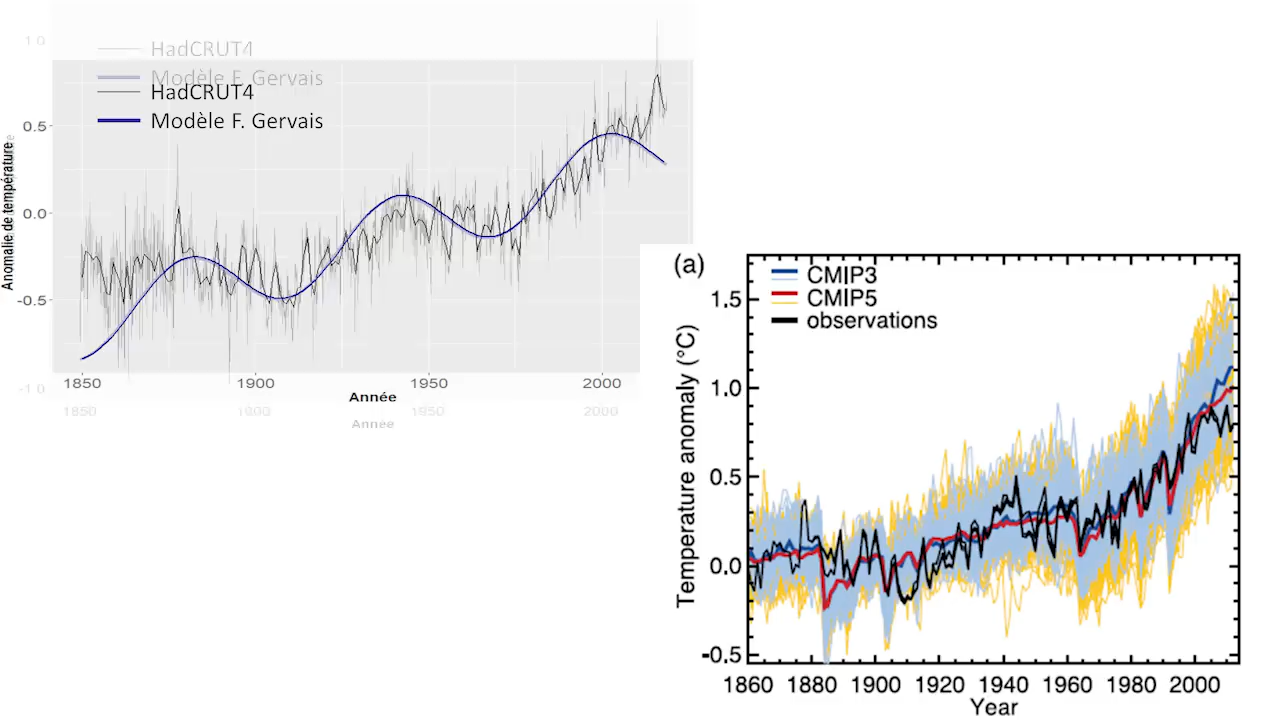 1 0
HadCRUT4
Modèle F. Gervais
HadCRUT4
Modèle F. Gervais
0.5
0.0
-0.5
-1 0
Anomalie de température
1850 1900 1950 2000
Année
1850 1900 1950 2000
Année
(a)
CMIP3
CMIP5
observations
1.5
1.0
0.5
0.0
-0.5
Temperature anomaly (°C)
1860 1880 1900 1920 1940 1960 1980 2000
Year